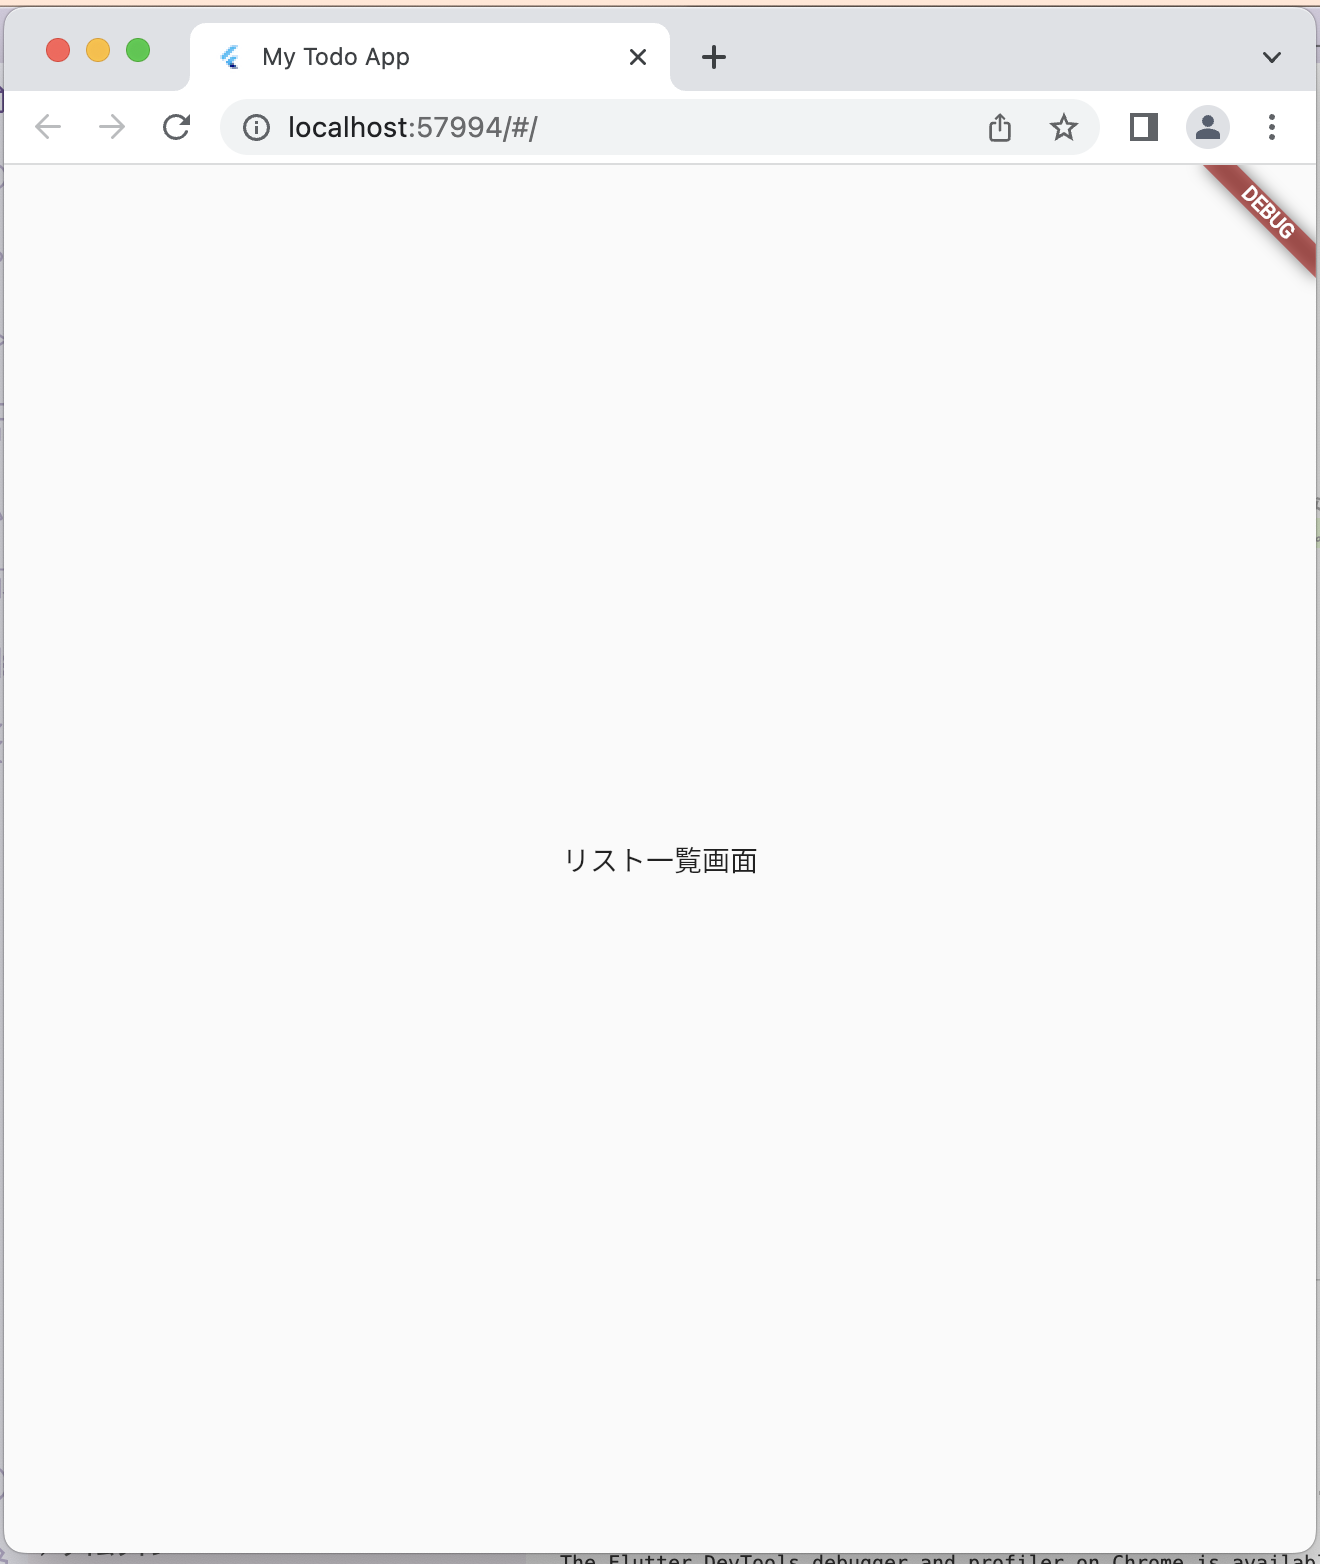 My Todo App
localhost:57994/#/
DEBUG
リスト一覧画面
The Flutter DevTools debugger and profiler on Chrome is availab